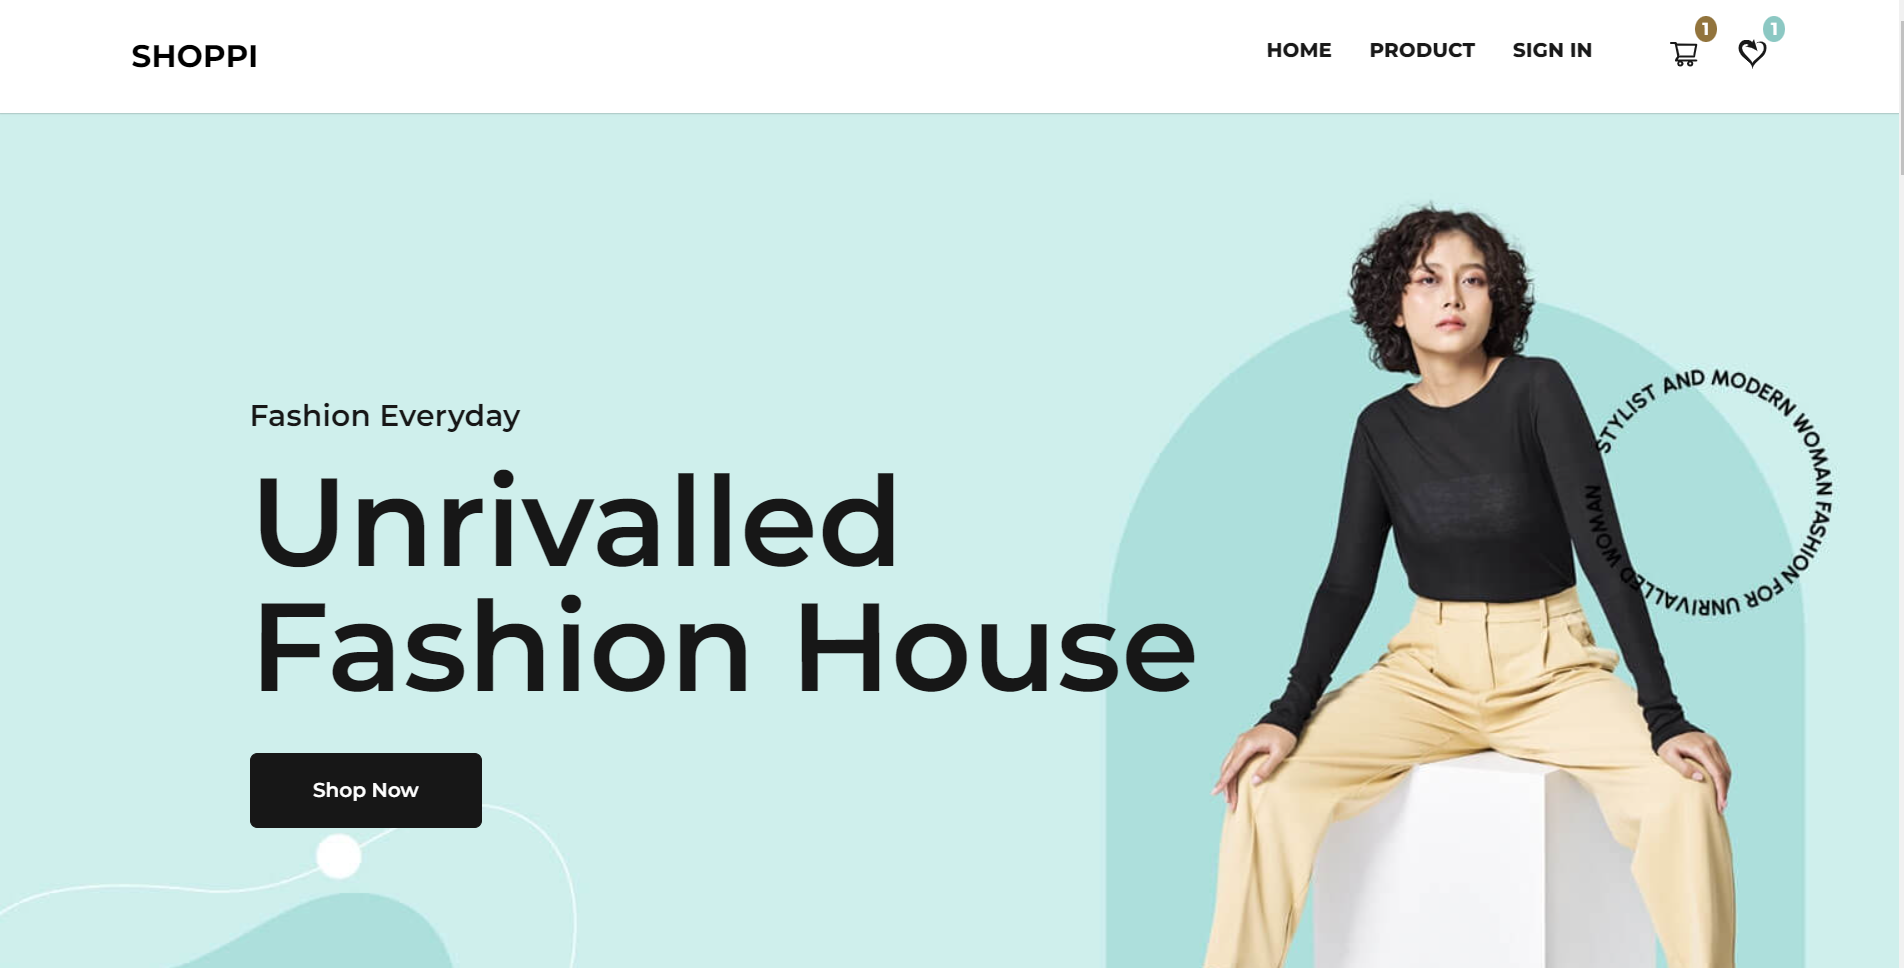 SHOPPI
HOME PRODUCT SIGN IN
1
1
Fashion Everyday
Unrivalled
Fashion House
Shop Now
STYLIST AND MODERN WOMAN FASHION FOR UNRIVALLED WOMAN